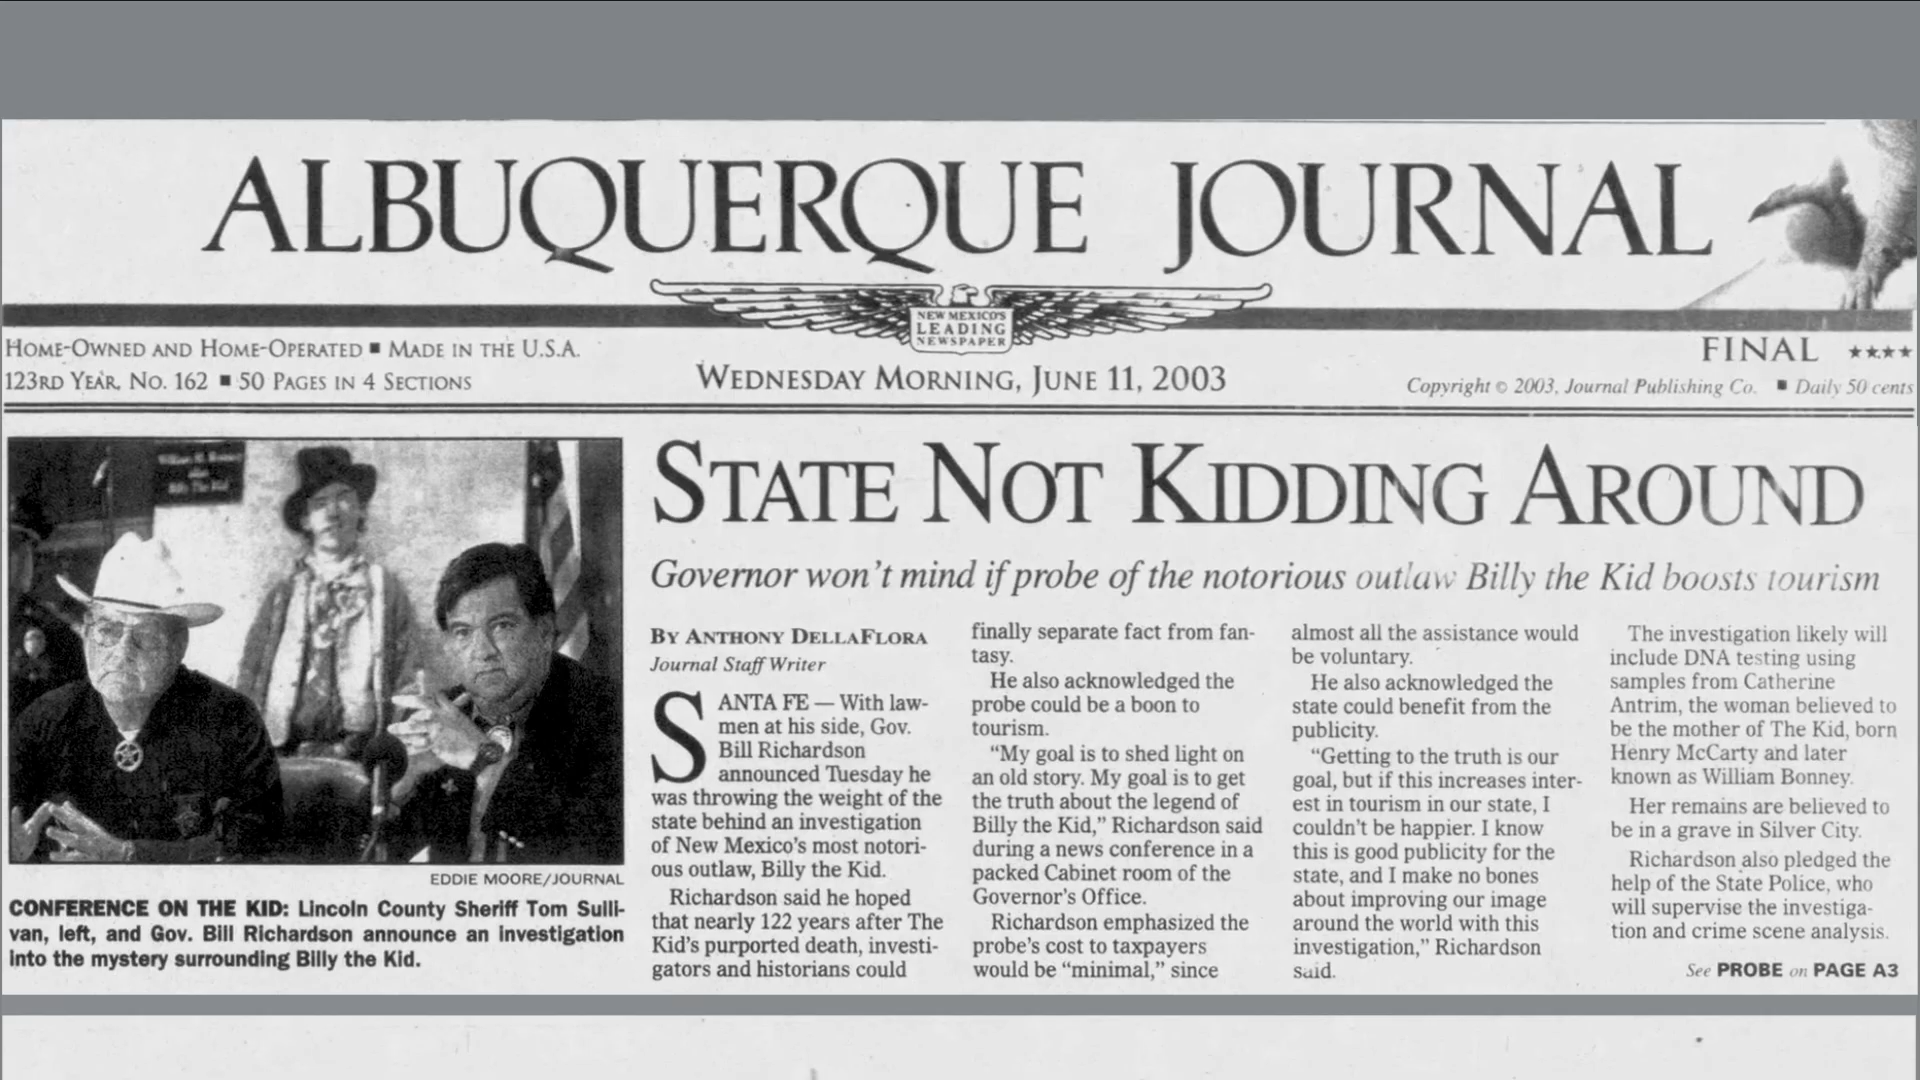 ALBUQUERQUE JOURNAL
NEW MEXICO'S
LEADING
NEWSPAPER
HOME-OWNED AND HOME-OPERATED ■ MADE IN THE U.S.A.
123RD YEAR, NO. 162 ■ 50 PAGES IN 4 SECTIONS
WEDNESDAY MORNING, JUNE 11, 2003
FINAL ★★★★
Copyright © 2003, Journal Publishing Co. ■ Daily 50 cents
Billy The Kid
EDDIE MOORE/JOURNAL
CONFERENCE ON THE KID: Lincoln County Sheriff Tom Sulli-
van, left, and Gov. Bill Richardson announce an investigation
into the mystery surrounding Billy the Kid.
STATE NOT KIDDING AROUND
Governor won't mind if probe of the notorious outlaw Billy the Kid boosts tourism
BY ANTHONY DELLAFLORA
Journal Staff Writer
SANTA FE — With law-
men at his side, Gov.
Bill Richardson
announced Tuesday he
was throwing the weight of the
state behind an investigation
of New Mexico's most notori-
ous outlaw, Billy the Kid.
Richardson said he hoped
that nearly 122 years after The
Kid's purported death, investi-
gators and historians could
finally separate fact from fan-
tasy.
He also acknowledged the
probe could be a boon to
tourism.
“My goal is to shed light on
an old story. My goal is to get
the truth about the legend of
Billy the Kid,” Richardson said
during a news conference in a
packed Cabinet room of the
Governor's Office.
Richardson emphasized the
probe's cost to taxpayers
would be “minimal,” since
almost all the assistance would
be voluntary.
He also acknowledged the
state could benefit from the
publicity.
“Getting to the truth is our
goal, but if this increases inter-
est in tourism in our state, I
couldn't be happier. I know
this is good publicity for the
state, and I make no bones
about improving our image
around the world with this
investigation,” Richardson
said.
The investigation likely will
include DNA testing using
samples from Catherine
Antrim, the woman believed to
be the mother of The Kid, born
Henry McCarty and later
known as William Bonney.
Her remains are believed to
be in a grave in Silver City.
Richardson also pledged the
help of the State Police, who
will supervise the investiga-
tion and crime scene analysis.
See PROBE on PAGE A3